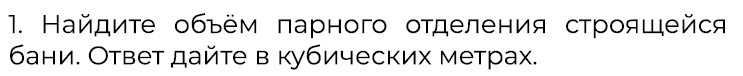 1. Найдите объём парного отделения строящейся
бани. Ответ дайте в кубических метрах.